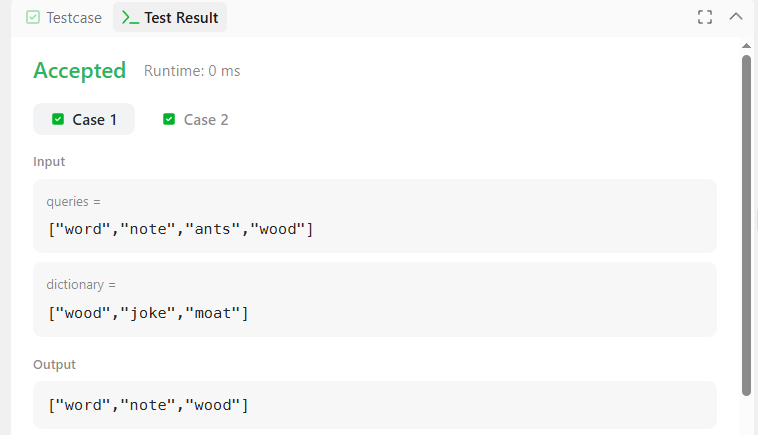 Testcase
Test Result
Accepted
Runtime: 0 ms
Case 1
Case 2
Input
queries =
["word","note","ants","wood"]
dictionary =
["wood","joke","moat"]
Output
["word","note","wood"]